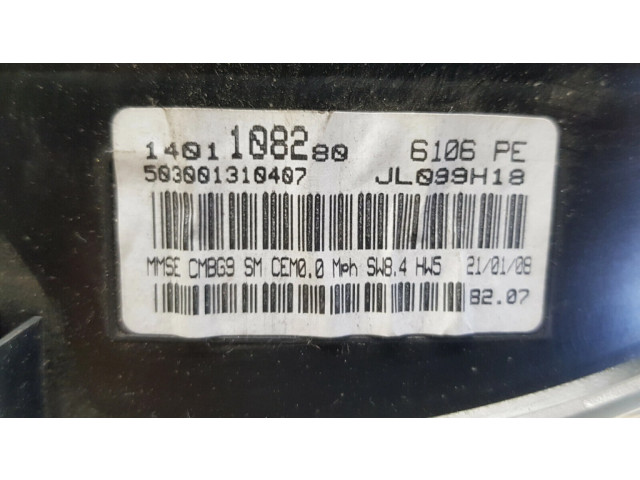 1401108280 6106 PE
503001310407 JL099H18
MMSE CMBG9 SM CEM0.0 Mph SW8.4 HW5 21/01/08
B2.07